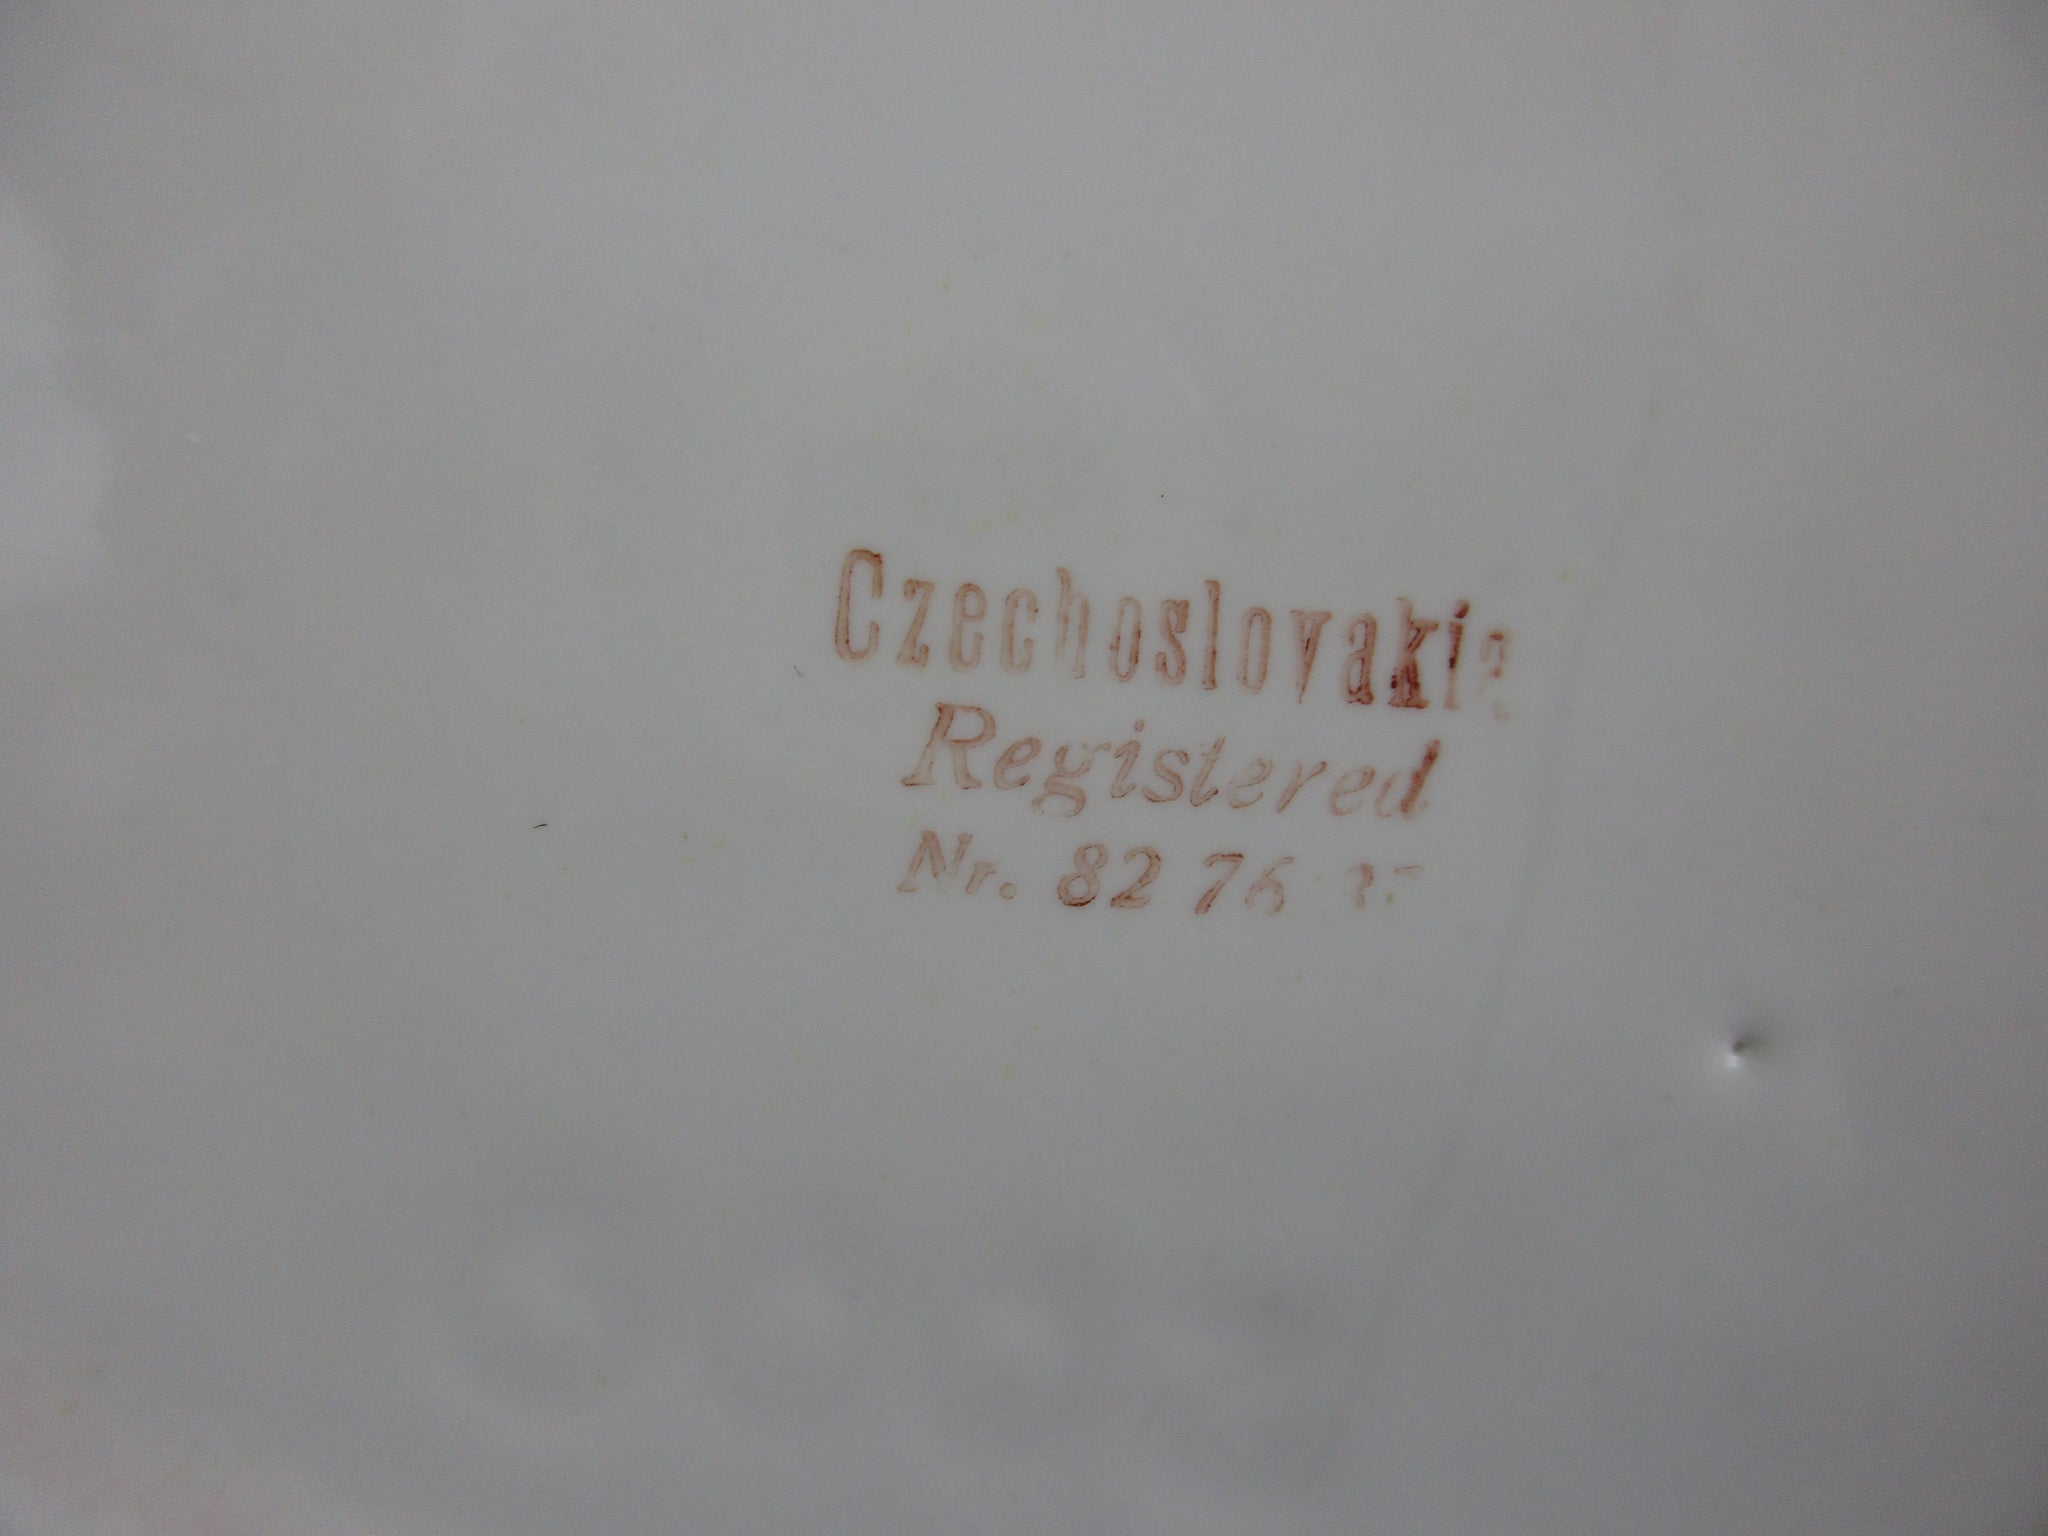 Czechoslovakia
Registered
Nr. 82 76